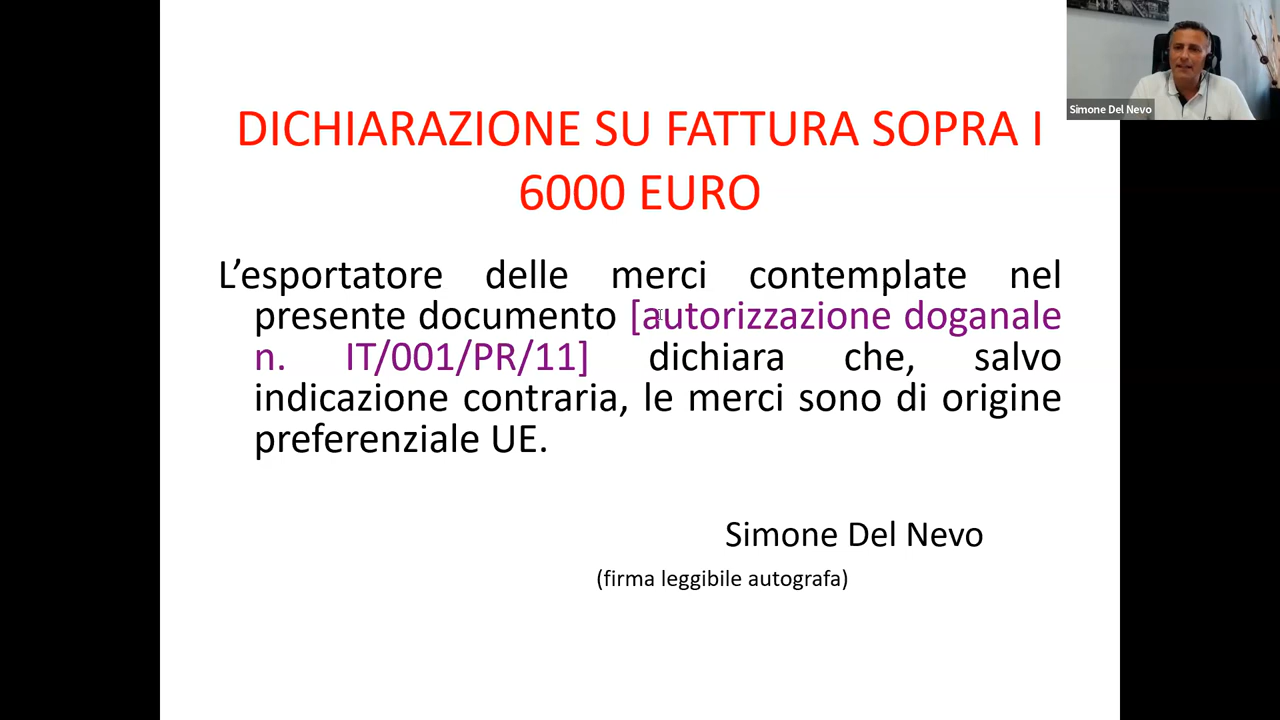 Simone Del Nevo
DICHIARAZIONE SU FATTURA SOPRA I
6000 EURO
L’esportatore delle merci contemplate nel
presente documento [autorizzazione doganale
n. IT/001/PR/11] dichiara che, salvo
indicazione contraria, le merci sono di origine
preferenziale UE.
Simone Del Nevo
(firma leggibile autografa)